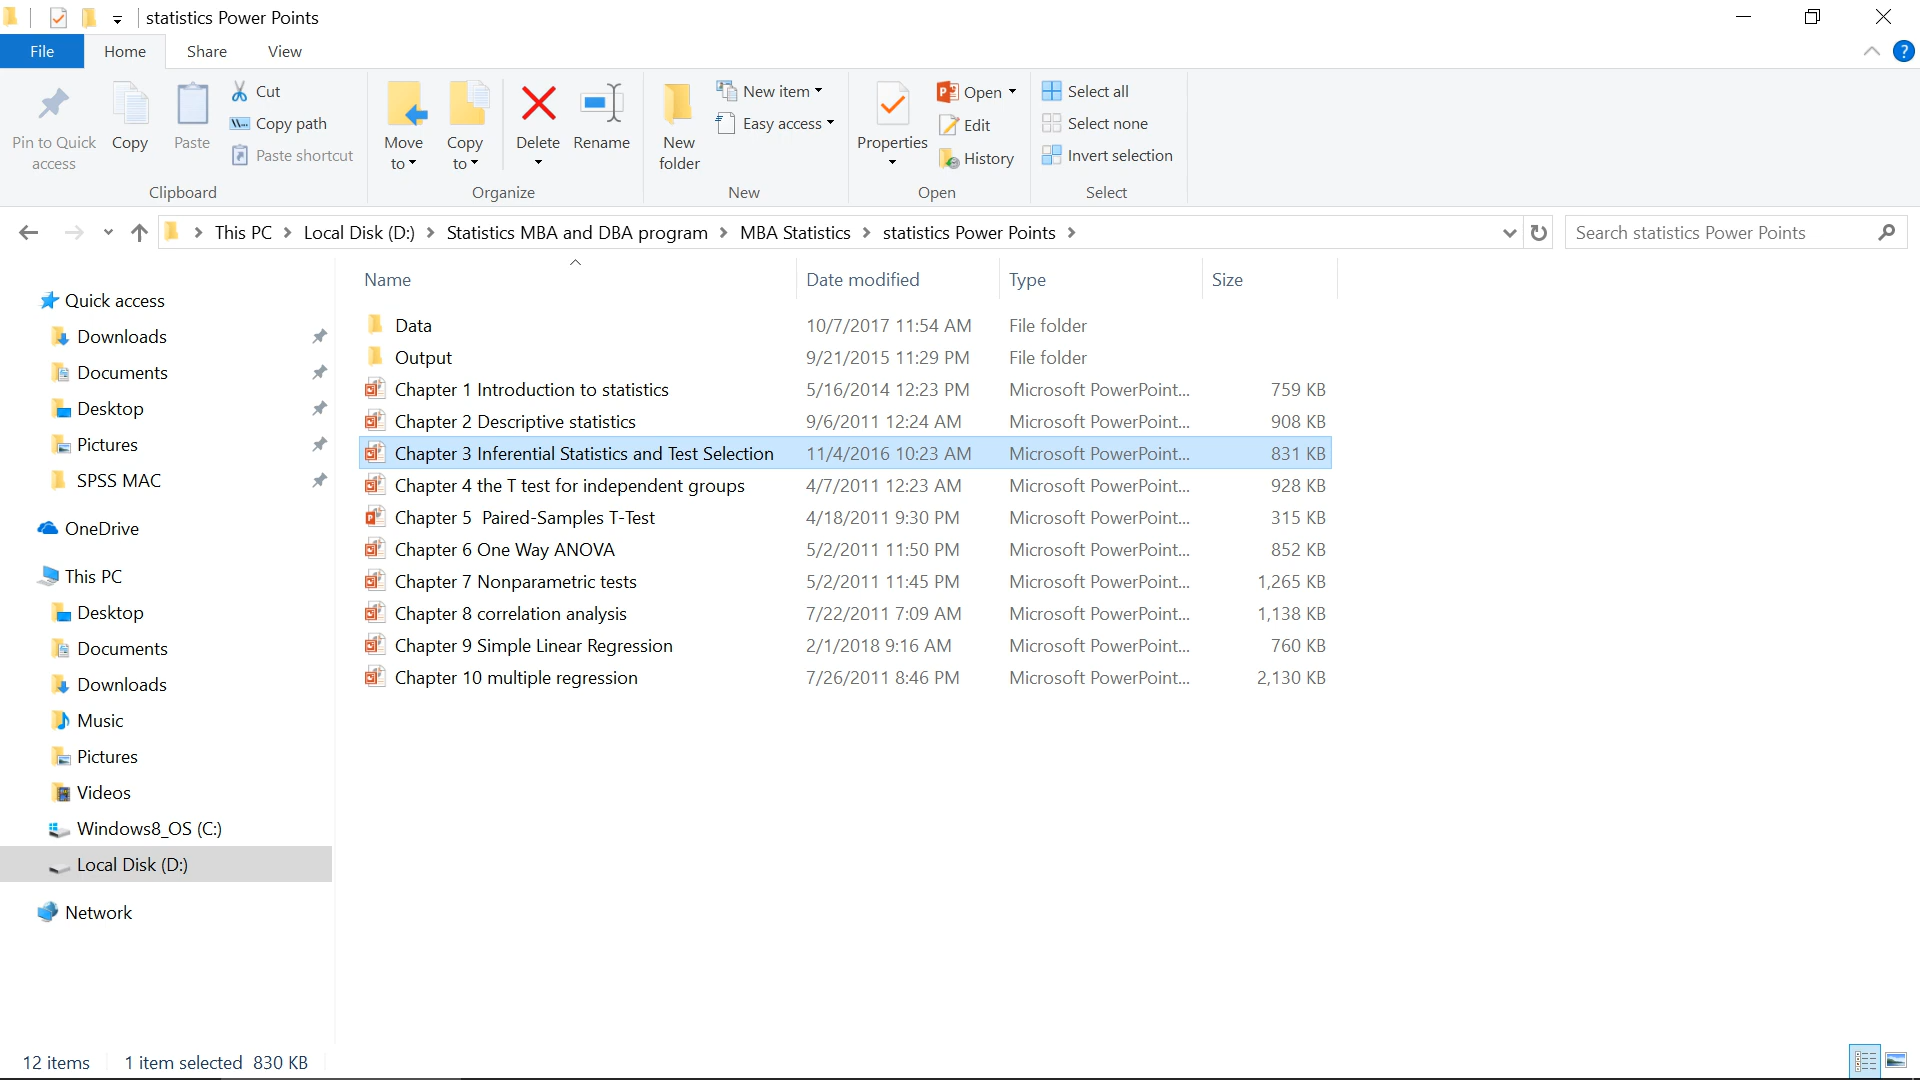 statistics Power Points
File Home Share View
Pin to Quick access
Copy
Paste
Cut
Copy path
Paste shortcut
Clipboard
Move to
Copy to
Delete
Rename
Organize
New folder
New item
Easy access
New
Properties
Open
Edit
History
Open
Select all
Select none
Invert selection
Select
This PC Local Disk (D:) Statistics MBA and DBA program MBA Statistics statistics Power Points
Search statistics Power Points
Quick access
Downloads
Documents
Desktop
Pictures
SPSS MAC
OneDrive
This PC
Desktop
Documents
Downloads
Music
Pictures
Videos
Windows8_OS (C:)
Local Disk (D:)
Network
Name Date modified Type Size
Data 10/7/2017 11:54 AM File folder
Output 9/21/2015 11:29 PM File folder
Chapter 1 Introduction to statistics 5/16/2014 12:23 PM Microsoft PowerPoint... 759 KB
Chapter 2 Descriptive statistics 9/6/2011 12:24 AM Microsoft PowerPoint... 908 KB
Chapter 3 Inferential Statistics and Test Selection 11/4/2016 10:23 AM Microsoft PowerPoint... 831 KB
Chapter 4 the T test for independent groups 4/7/2011 12:23 AM Microsoft PowerPoint... 928 KB
Chapter 5 Paired-Samples T-Test 4/18/2011 9:30 PM Microsoft PowerPoint... 315 KB
Chapter 6 One Way ANOVA 5/2/2011 11:50 PM Microsoft PowerPoint... 852 KB
Chapter 7 Nonparametric tests 5/2/2011 11:45 PM Microsoft PowerPoint... 1,265 KB
Chapter 8 correlation analysis 7/22/2011 7:09 AM Microsoft PowerPoint... 1,138 KB
Chapter 9 Simple Linear Regression 2/1/2018 9:16 AM Microsoft PowerPoint... 760 KB
Chapter 10 multiple regression 7/26/2011 8:46 PM Microsoft PowerPoint... 2,130 KB
12 items 1 item selected 830 KB